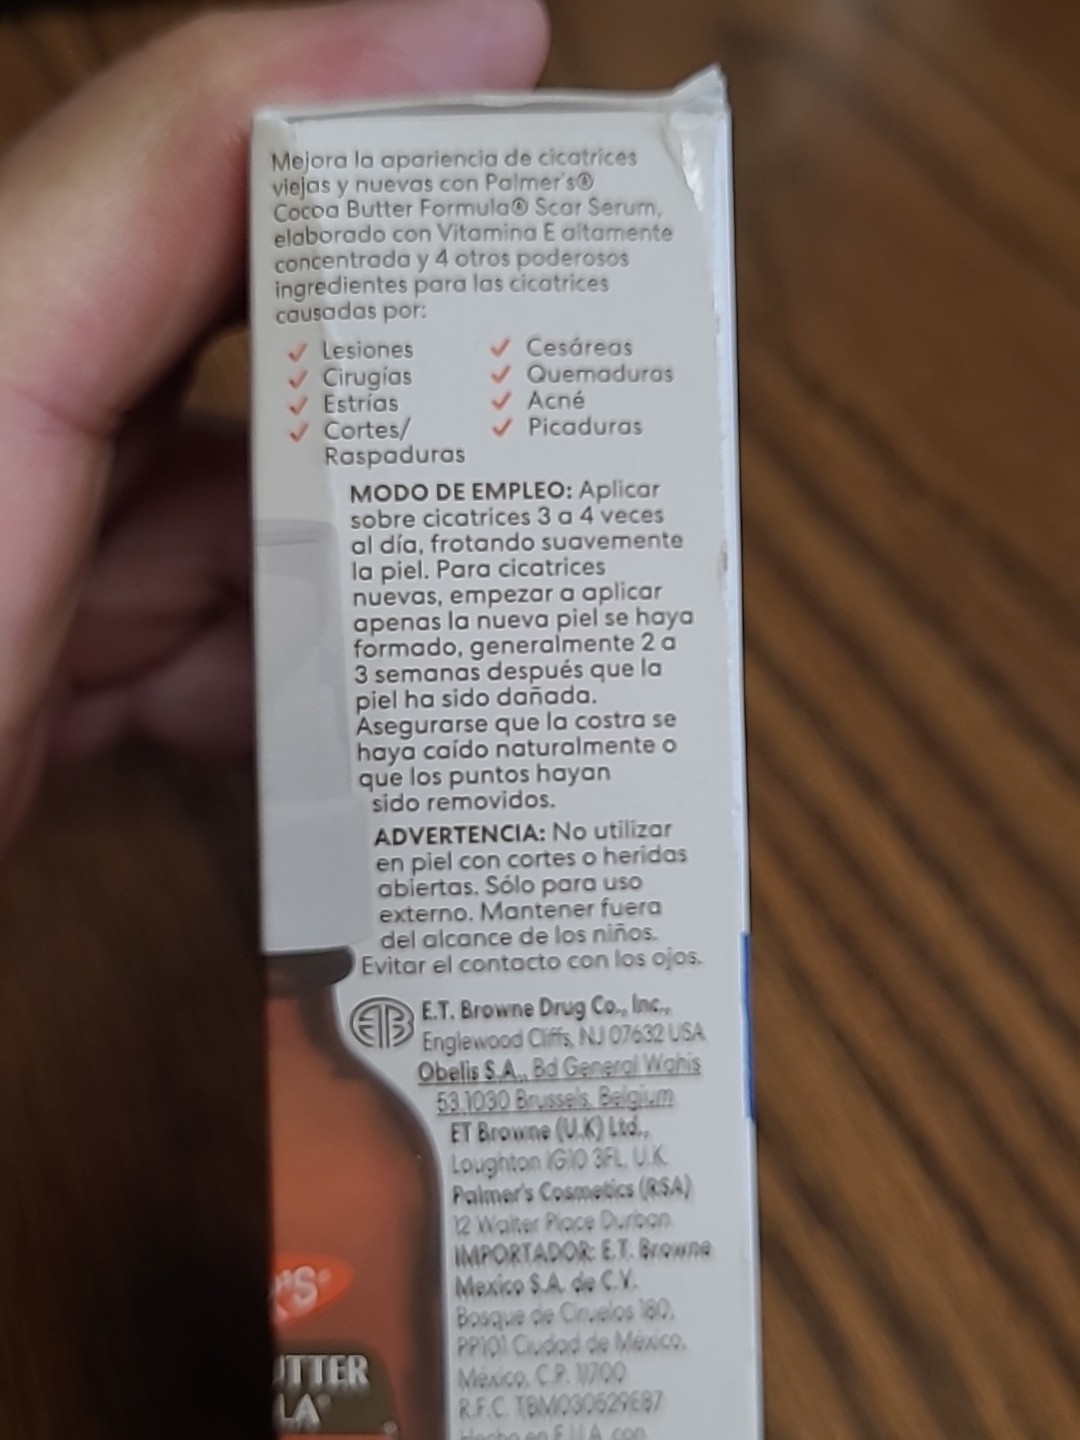 Mejora la apariencia de cicatrices
viejas y nuevas con Palmer's®
Cocoa Butter Formula® Scar Serum,
elaborado con Vitamina E altamente
concentrada y 4 otros poderosos
ingredientes para las cicatrices
causadas por:
✓ Lesiones
✓ Cirugías
✓ Estrías
✓ Cortes/
Raspaduras
✓ Cesáreas
✓ Quemaduras
✓ Acné
✓ Picaduras
MODO DE EMPLEO: Aplicar
sobre cicatrices 3 a 4 veces
al día, frotando suavemente
la piel. Para cicatrices
nuevas, empezar a aplicar
apenas la nueva piel se haya
formado, generalmente 2 a
3 semanas después que la
piel ha sido dañada.
Asegurarse que la costra se
haya caído naturalmente o
que los puntos hayan
sido removidos.
ADVERTENCIA: No utilizar
en piel con cortes o heridas
abiertas. Sólo para uso
externo. Mantener fuera
del alcance de los niños.
Evitar el contacto con los ojos.
ETB
E.T. Browne Drug Co., Inc.,
Englewood Cliffs, NJ 07632 USA
Obelis S.A., Bd General Wahis
53,1030 Brussels, Belgium
ET Browne (U.K) Ltd.,
Loughton IG10 3FL, U.K.
Palmer's Cosmetics (RSA)
12 Walter Place Durban
IMPORTADOR: E.T. Browne
Mexico S.A. de C.V.
Bosque de Ciruelos 180,
PP101 Ciudad de México,
México, C.P. 11700
R.F.C. TBM030629E87
Hecho en E.U.A. con
R'S®
UTTER
LA®